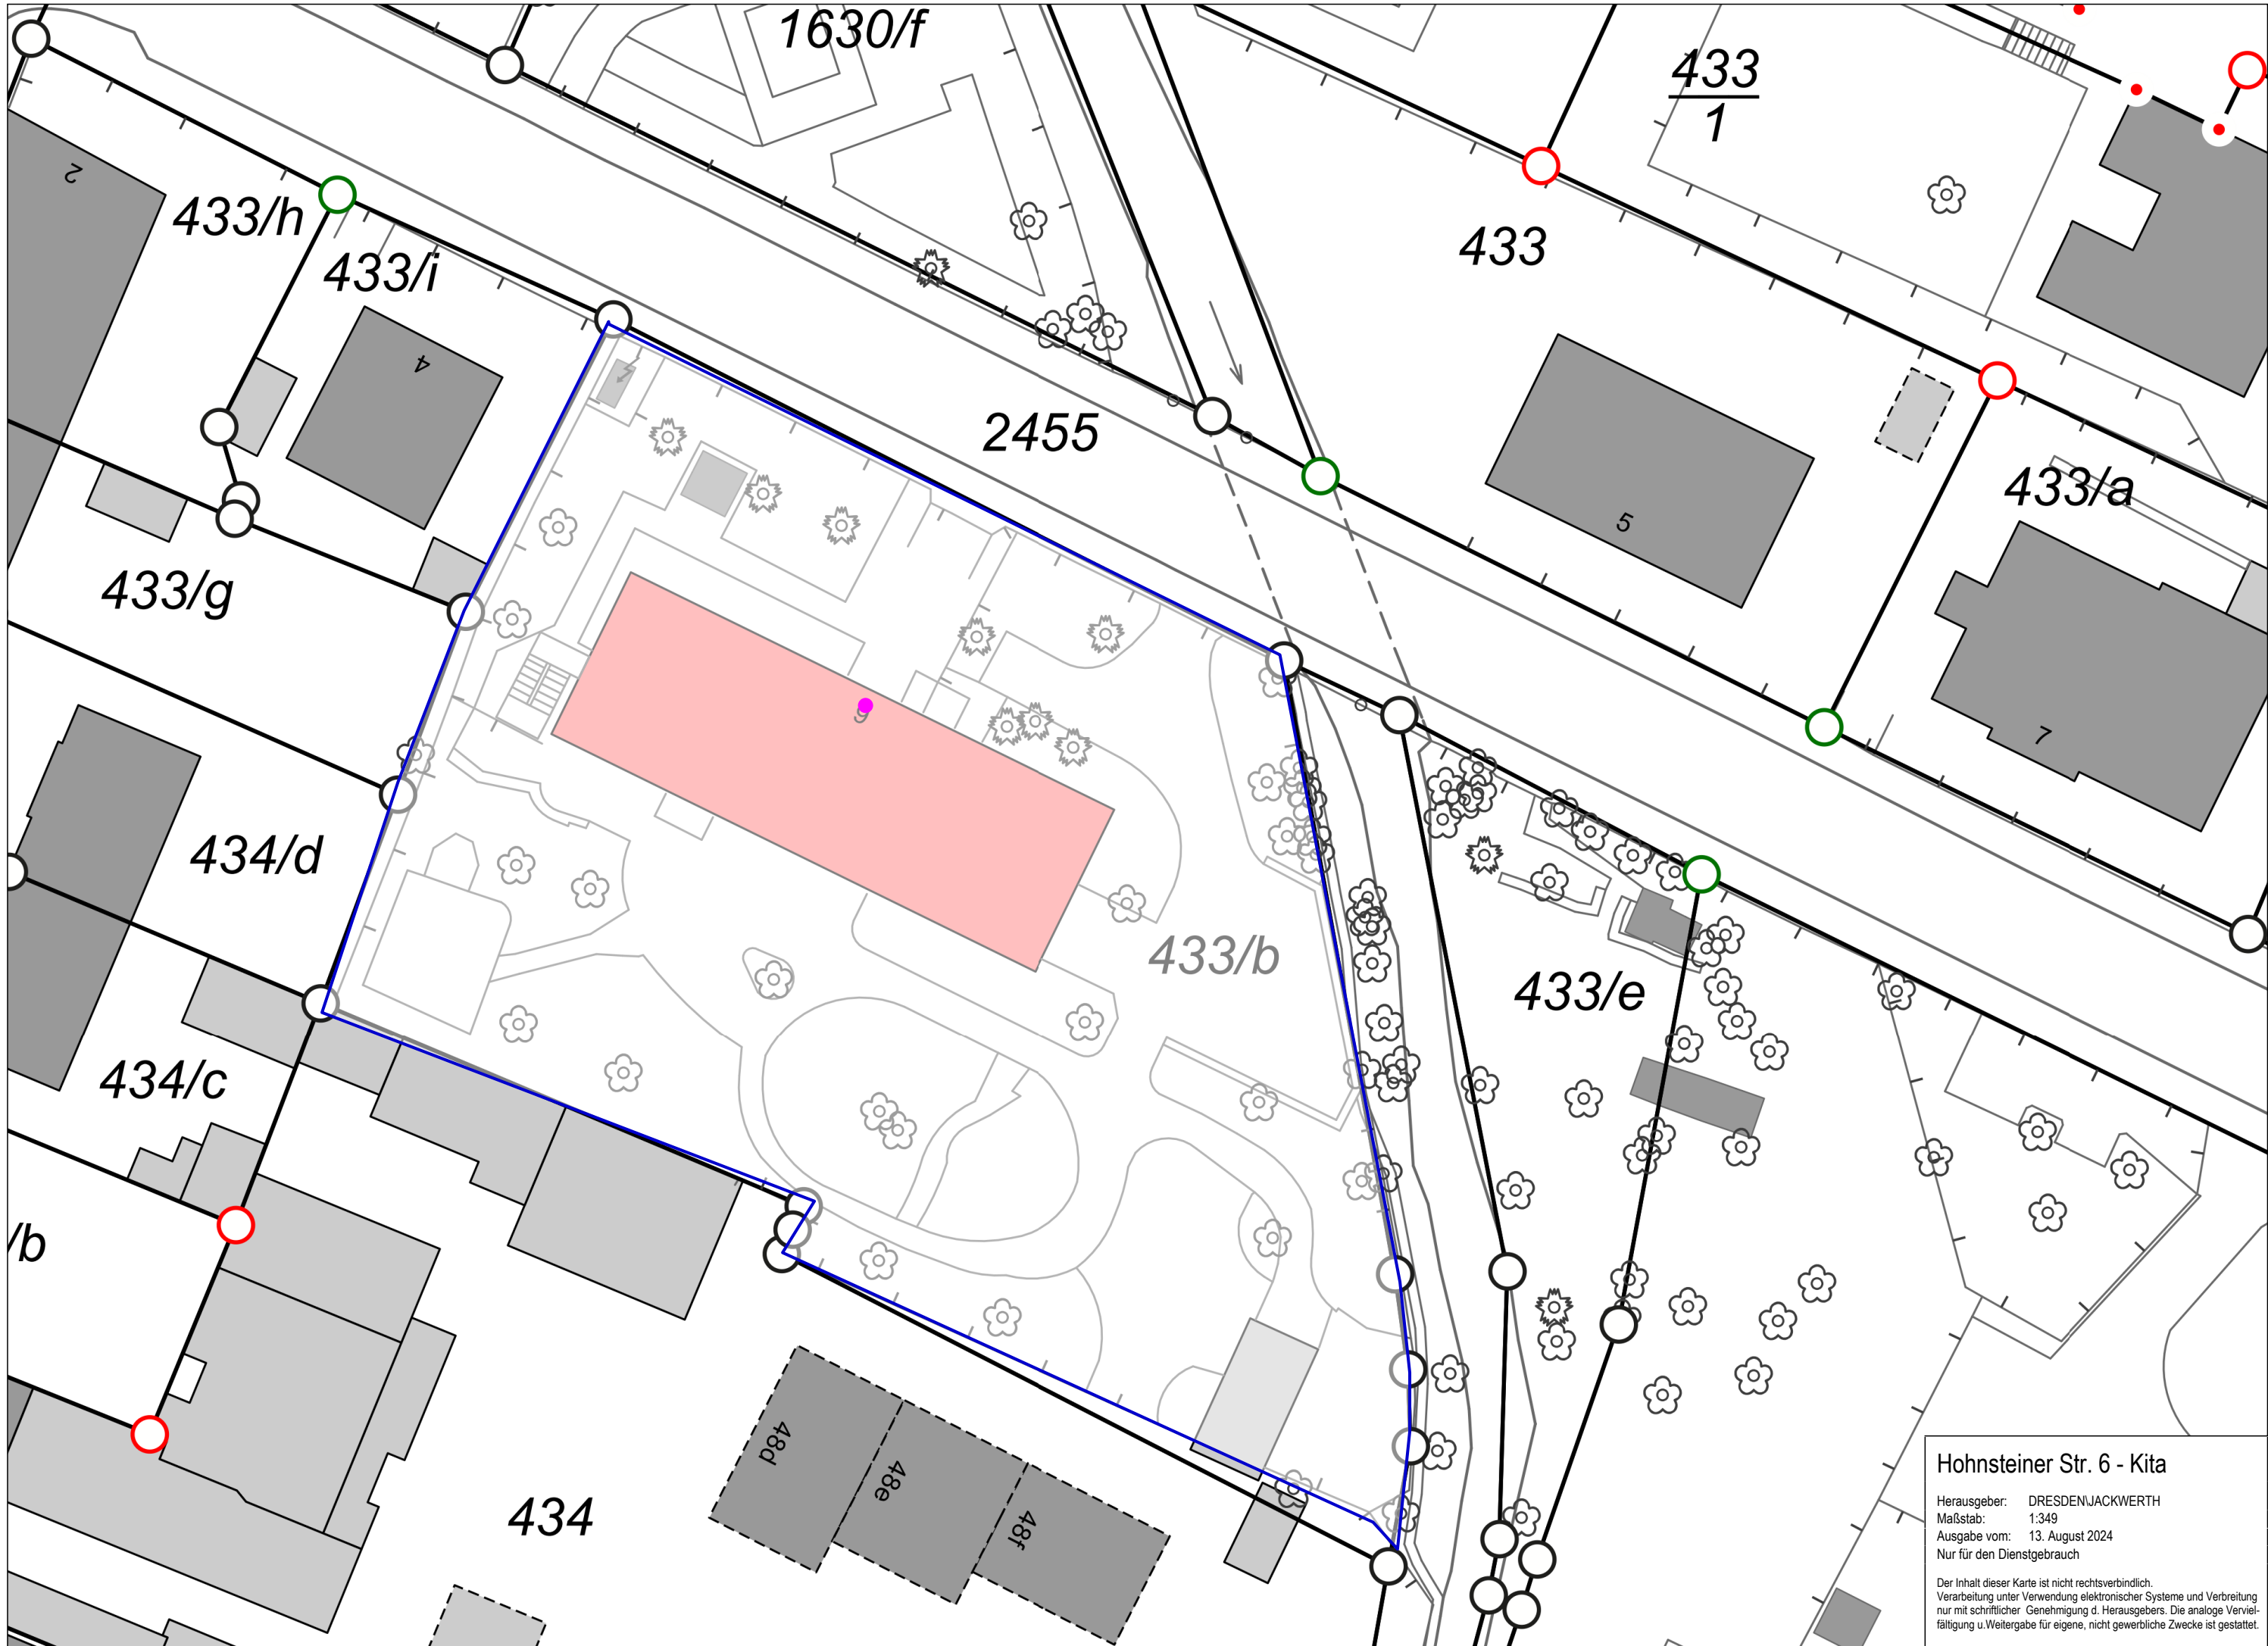 1630/f
433
1
2
433/h
433/i
433
4
2455
433/a
5
433/g
6
7
434/d
433/b
433/e
434/c
/b
48d
48e
48f
434
Hohnsteiner Str. 6 - Kita
Herausgeber: DRESDEN\JACKWERTH
Maßstab: 1:349
Ausgabe vom: 13. August 2024
Nur für den Dienstgebrauch
Der Inhalt dieser Karte ist nicht rechtsverbindlich.
Verarbeitung unter Verwendung elektronischer Systeme und Verbreitung
nur mit schriftlicher Genehmigung d. Herausgebers. Die analoge Verviel-
fältigung u.Weitergabe für eigene, nicht gewerbliche Zwecke ist gestattet.